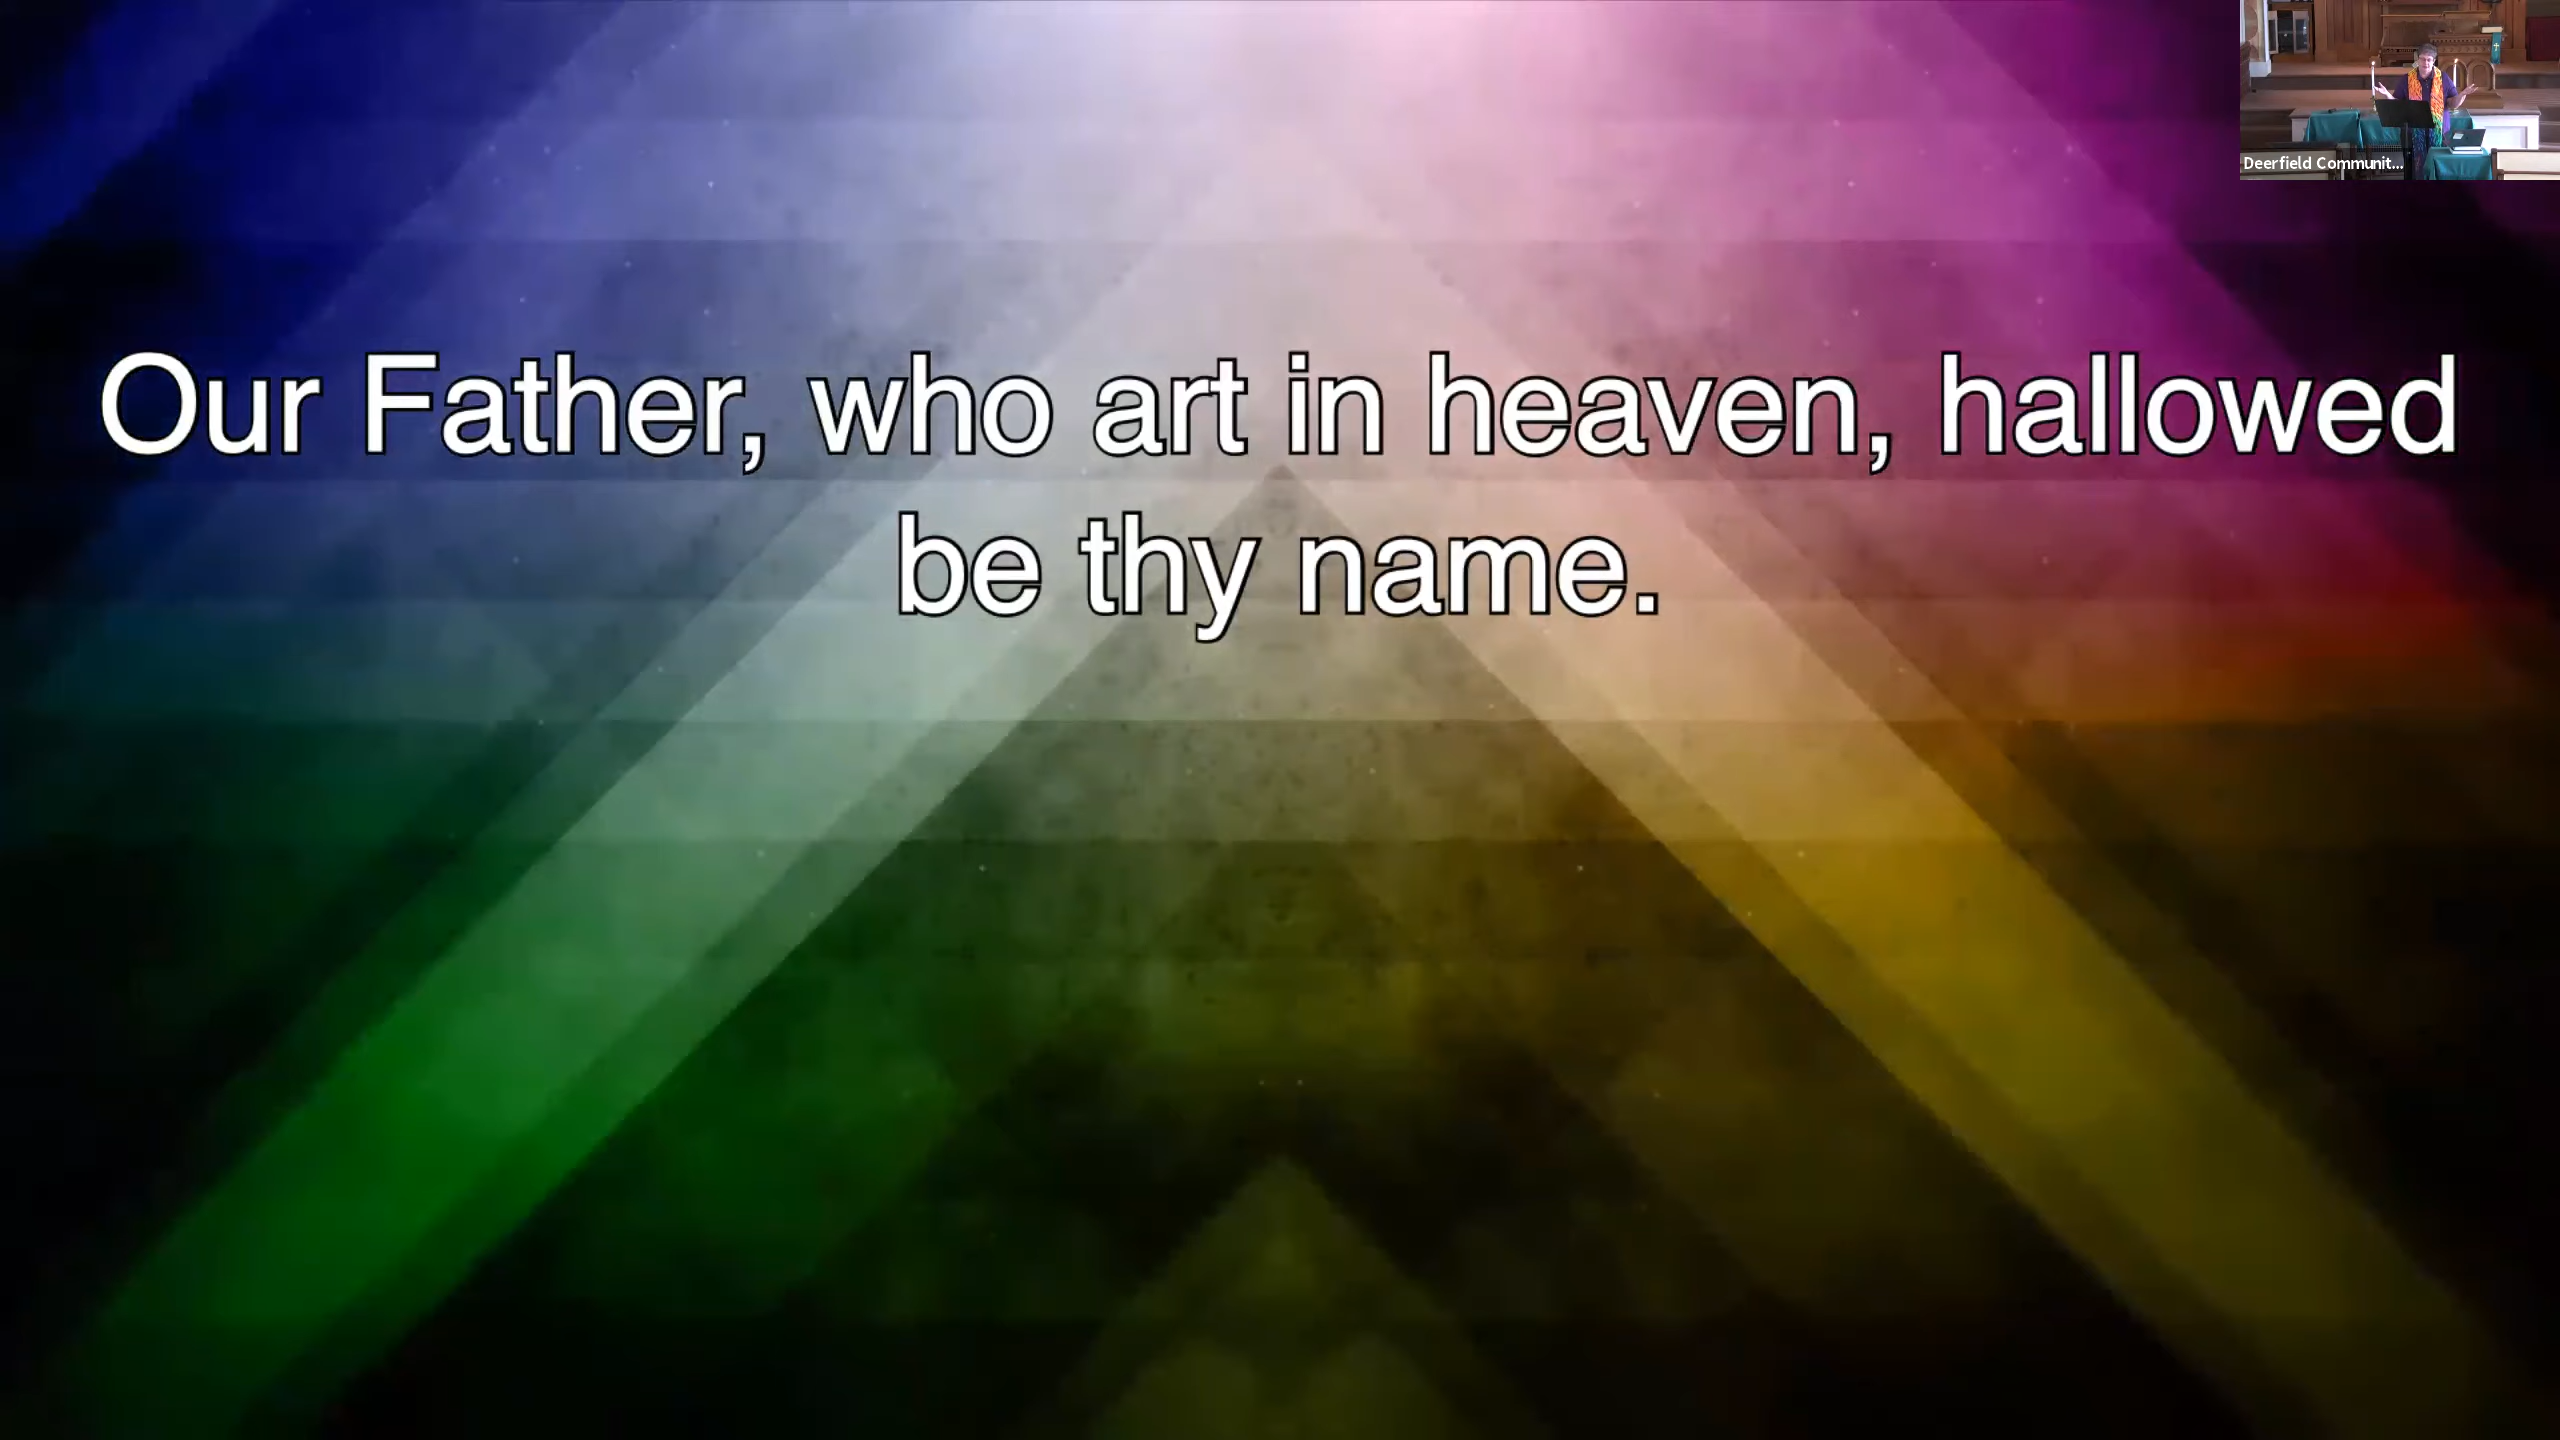 Our Father, who art in heaven, hallowed
be thy name.
Deerfield Communit...